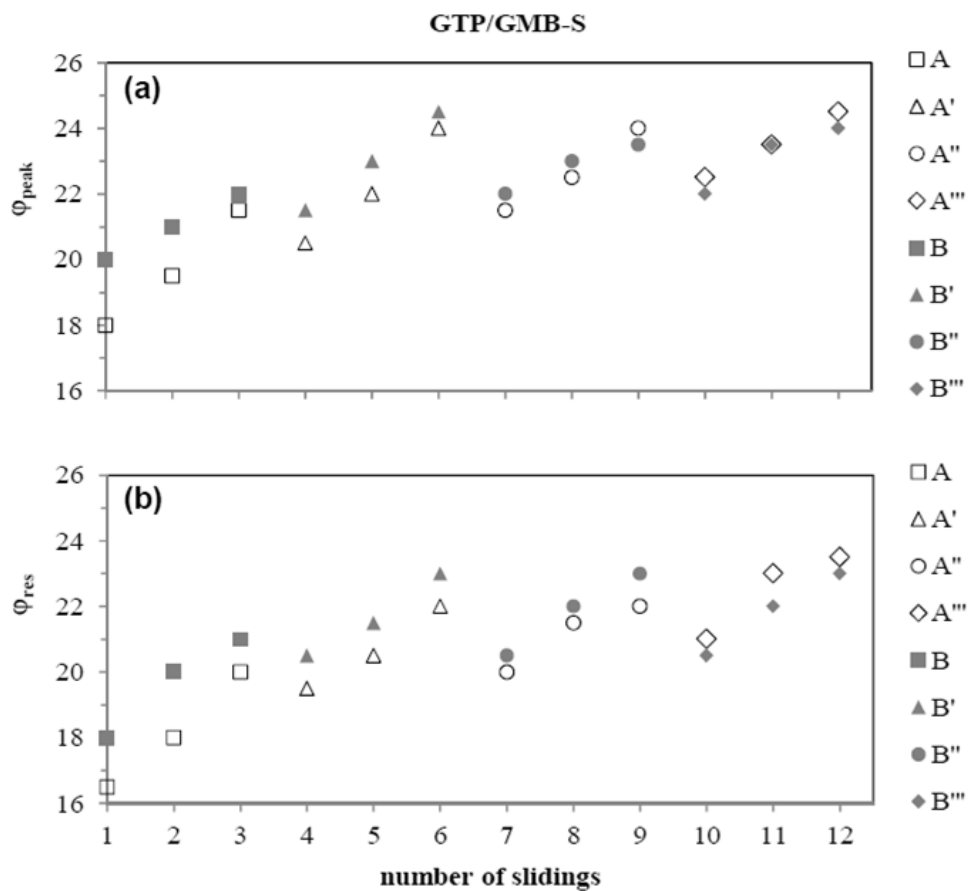 GTP/GMB-S
(a)
26
24
22
20
18
16
φpeak
A
A'
A"
A'"
B
B'
B"
B'"
(b)
26
24
22
20
18
16
φres
1 2 3 4 5 6 7 8 9 10 11 12
number of slidings
A
A'
A"
A'"
B
B'
B"
B'"